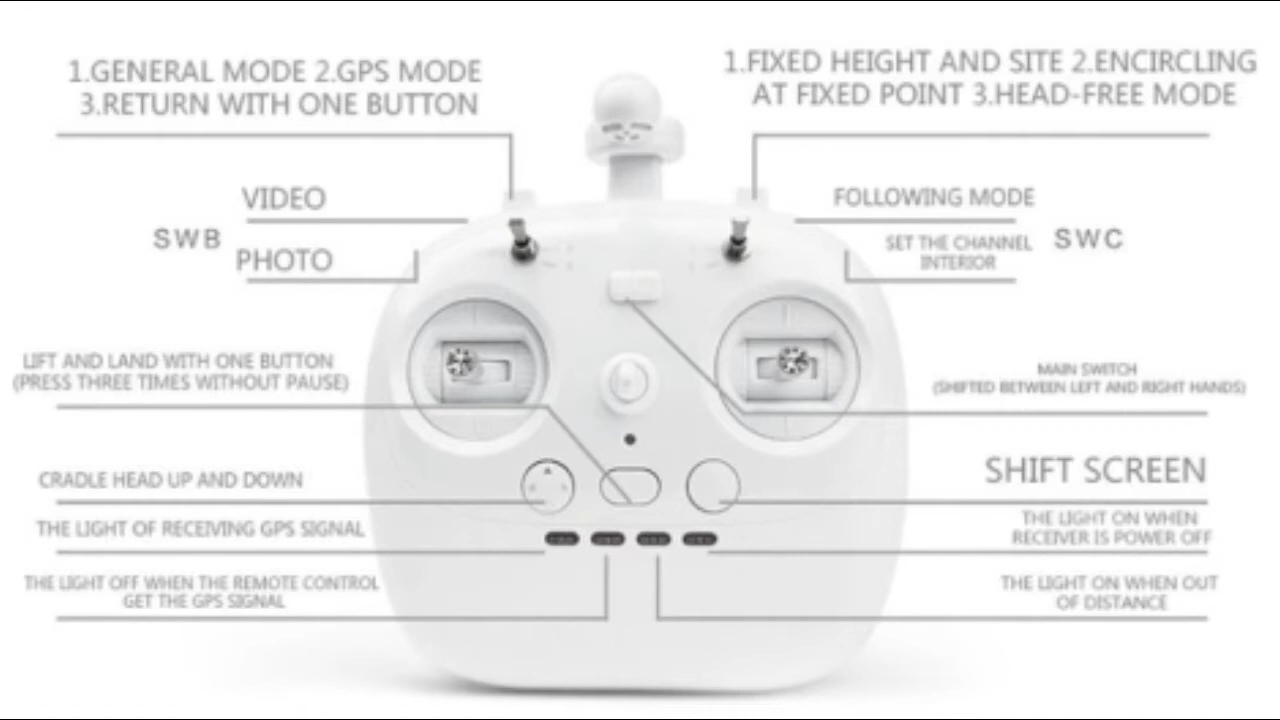 1.GENERAL MODE 2.GPS MODE
3.RETURN WITH ONE BUTTON
1.FIXED HEIGHT AND SITE 2.ENCIRCLING
AT FIXED POINT 3.HEAD-FREE MODE
VIDEO
SWB
PHOTO
FOLLOWING MODE
SET THE CHANNEL
INTERIOR
SWC
LIFT AND LAND WITH ONE BUTTON
(PRESS THREE TIMES WITHOUT PAUSE)
MAIN SWITCH
(SHIFTED BETWEEN LEFT AND RIGHT HANDS)
CRADLE HEAD UP AND DOWN
SHIFT SCREEN
THE LIGHT OF RECEIVING GPS SIGNAL
THE LIGHT ON WHEN
RECEIVER IS POWER OFF
THE LIGHT OFF WHEN THE REMOTE CONTROL
GET THE GPS SIGNAL
THE LIGHT ON WHEN OUT
OF DISTANCE